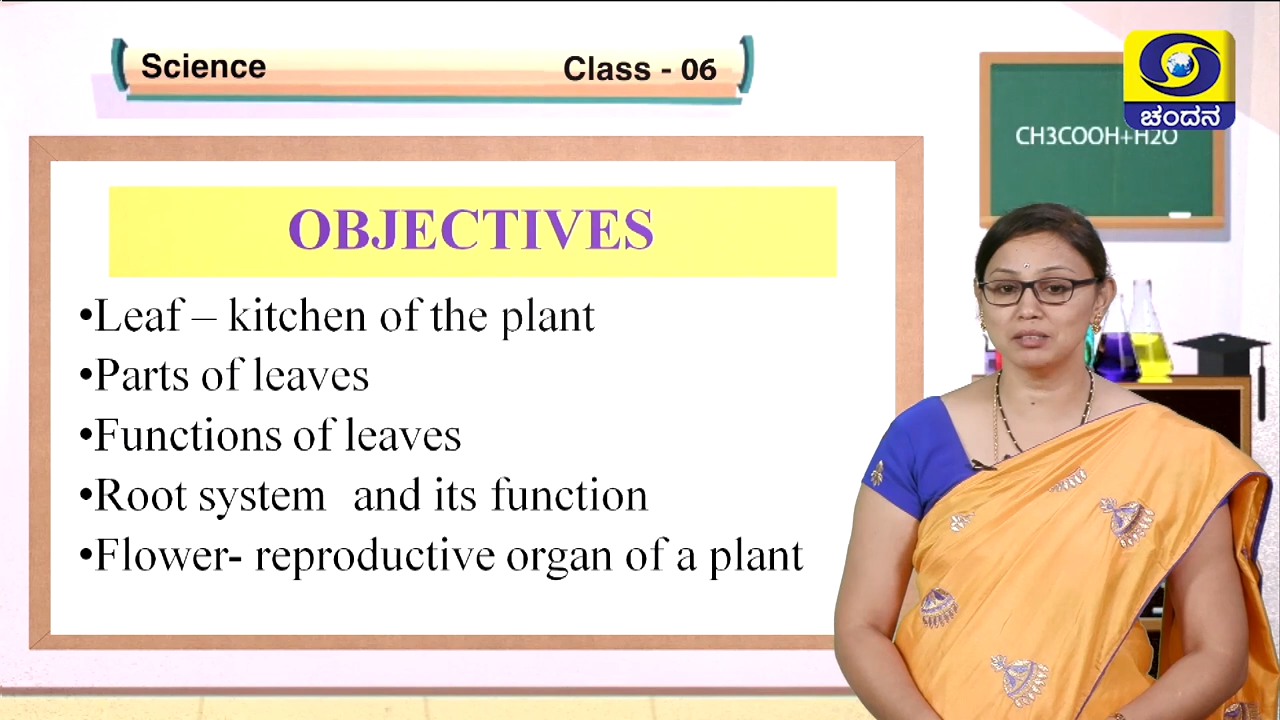 Science
Class - 06
ಚಂದನ
CH3COOH+H2O
OBJECTIVES
•Leaf – kitchen of the plant
•Parts of leaves
•Functions of leaves
•Root system and its function
•Flower- reproductive organ of a plant